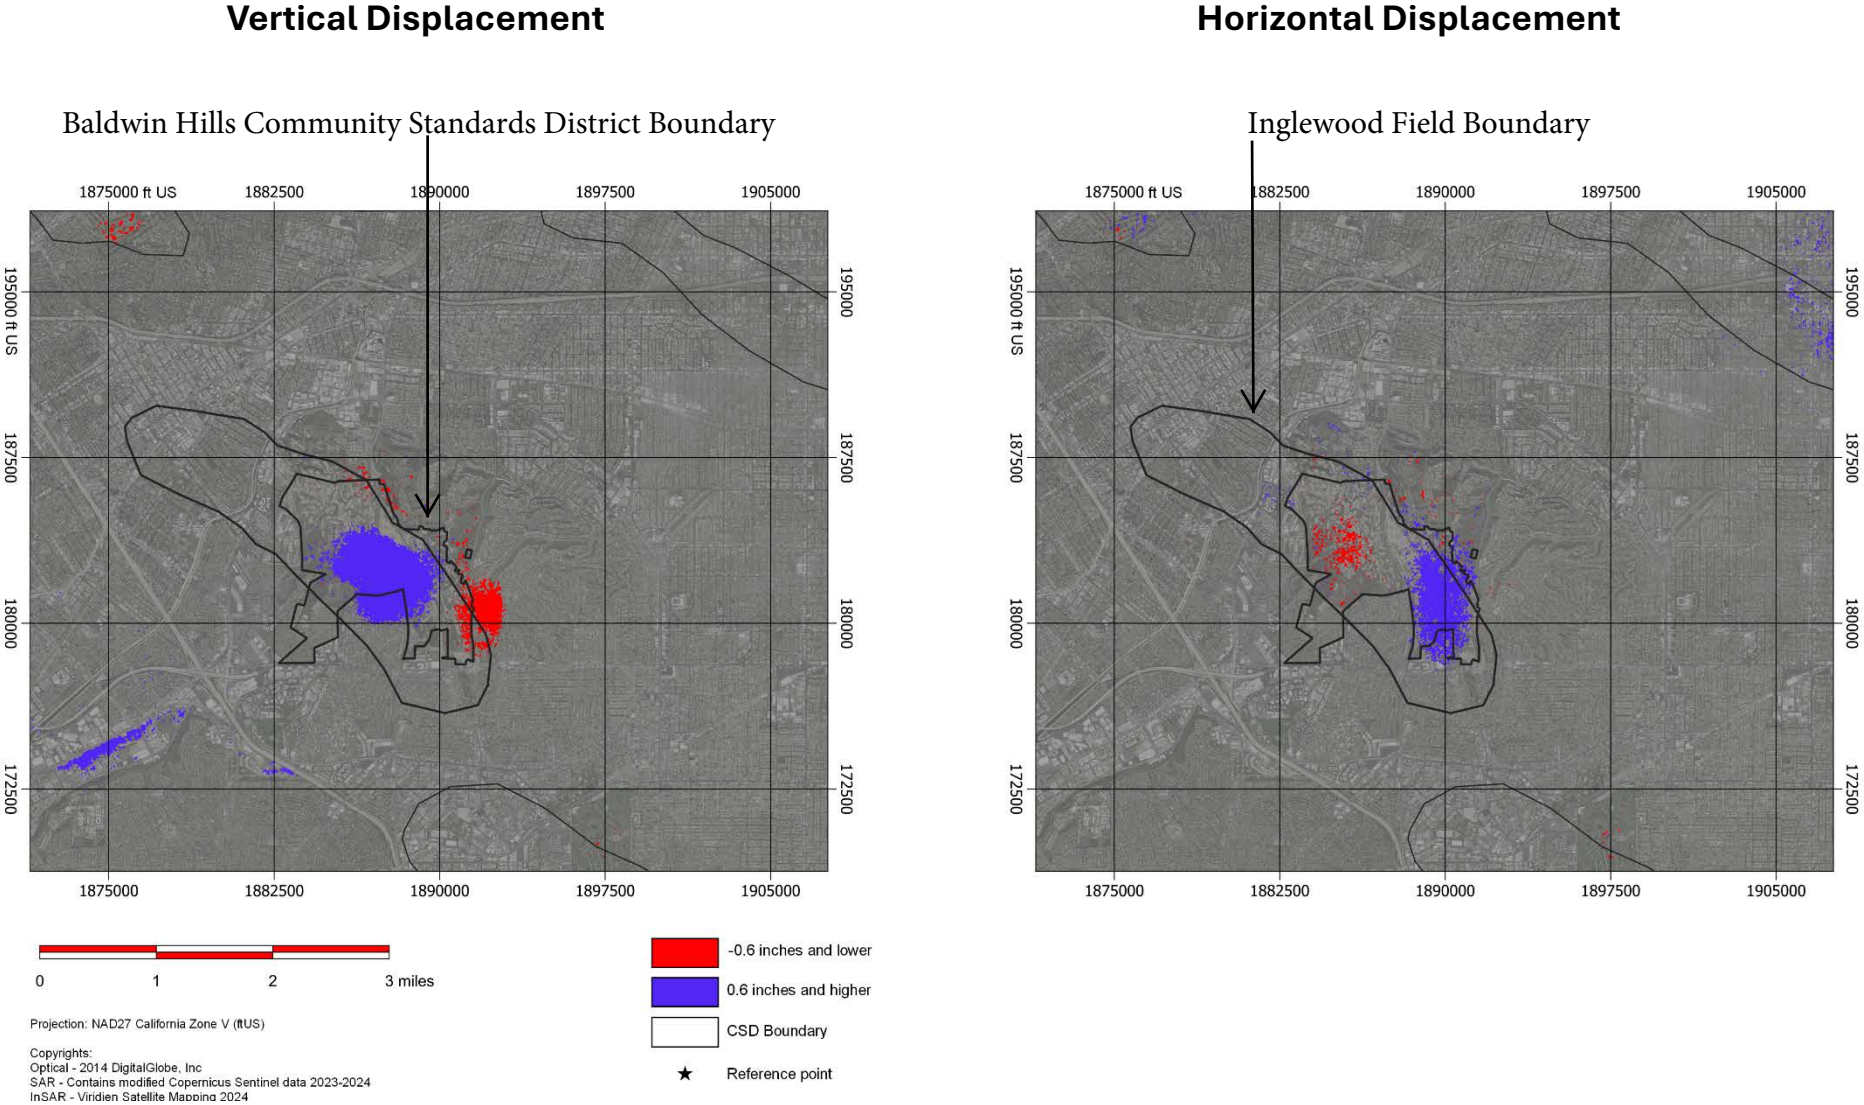 Vertical Displacement
Horizontal Displacement
Baldwin Hills Community Standards District Boundary
Inglewood Field Boundary
1875000 ft US 1882500 1890000 1897500 1905000
1875000 ft US 1882500 1890000 1897500 1905000
195000 ft US
187500
180000
172500
195000
187500
180000
172500
195000 ft US
187500
180000
172500
195000
187500
180000
172500
1875000 1882500 1890000 1897500 1905000
1875000 1882500 1890000 1897500 1905000
0 1 2 3 miles
Projection: NAD27 California Zone V (ftUS)
Copyrights:
Optical - 2014 DigitalGlobe, Inc
SAR - Contains modified Copernicus Sentinel data 2023-2024
InSAR - Viridien Satellite Mapping 2024
-0.6 inches and lower
0.6 inches and higher
CSD Boundary
Reference point